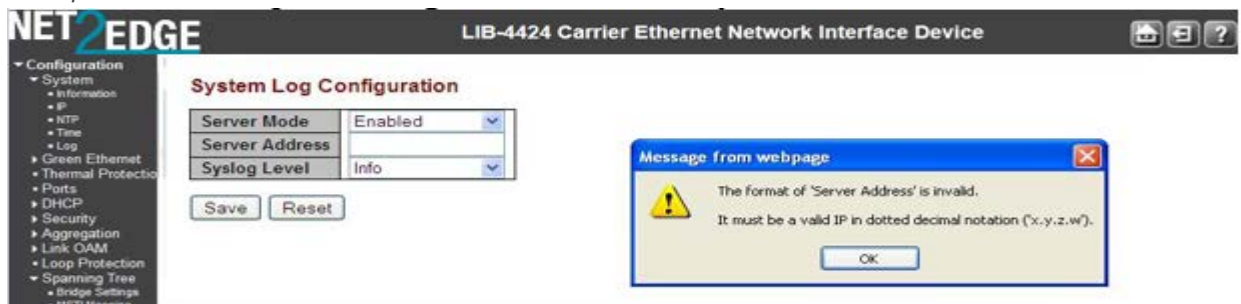 NET2EDGE
LIB-4424 Carrier Ethernet Network Interface Device
?
Configuration
System
Information
IP
NTP
Time
Log
Green Ethernet
Thermal Protectio
Ports
DHCP
Security
Aggregation
Link OAM
Loop Protection
Spanning Tree
Bridge Settings
System Log Configuration
Server Mode Enabled
Server Address
Syslog Level Info
Save Reset
Message from webpage
The format of 'Server Address' is invalid.
It must be a valid IP in dotted decimal notation ('x.y.z.w').
OK